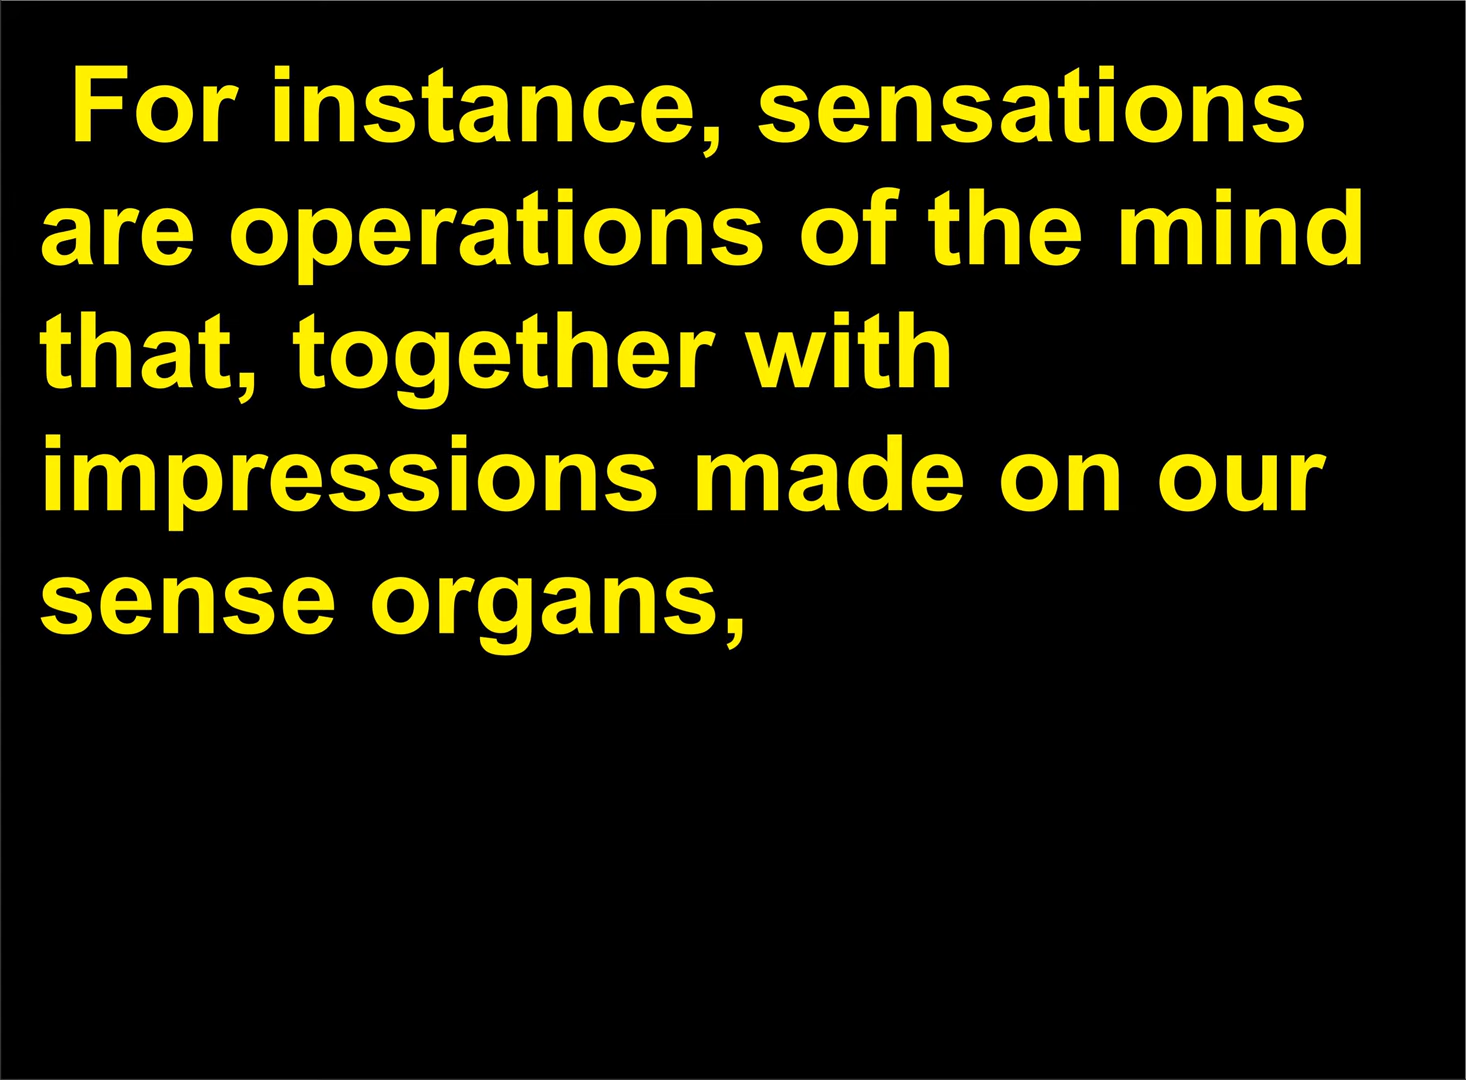 For instance, sensations
are operations of the mind
that, together with
impressions made on our
sense organs,